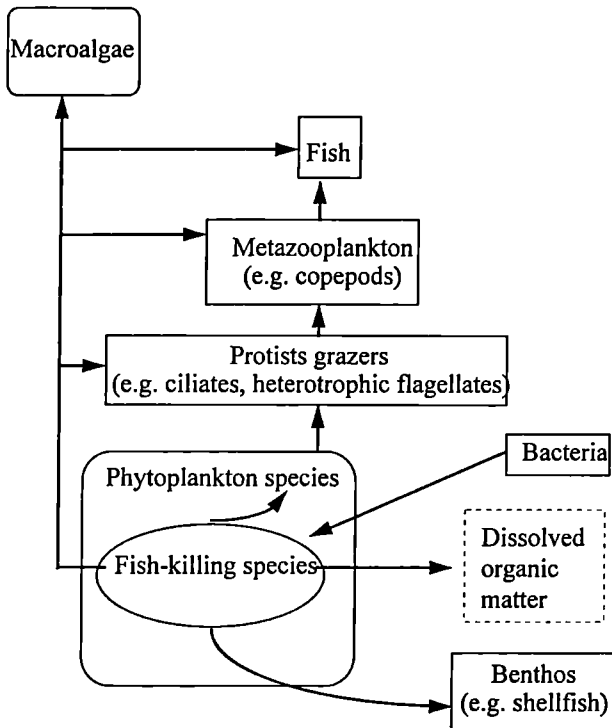 Macroalgae
Fish
Metazooplankton
(e.g. copepods)
Protists grazers
(e.g. ciliates, heterotrophic flagellates)
Phytoplankton species
Bacteria
Fish-killing species
Dissolved
organic
matter
Benthos
(e.g. shellfish)